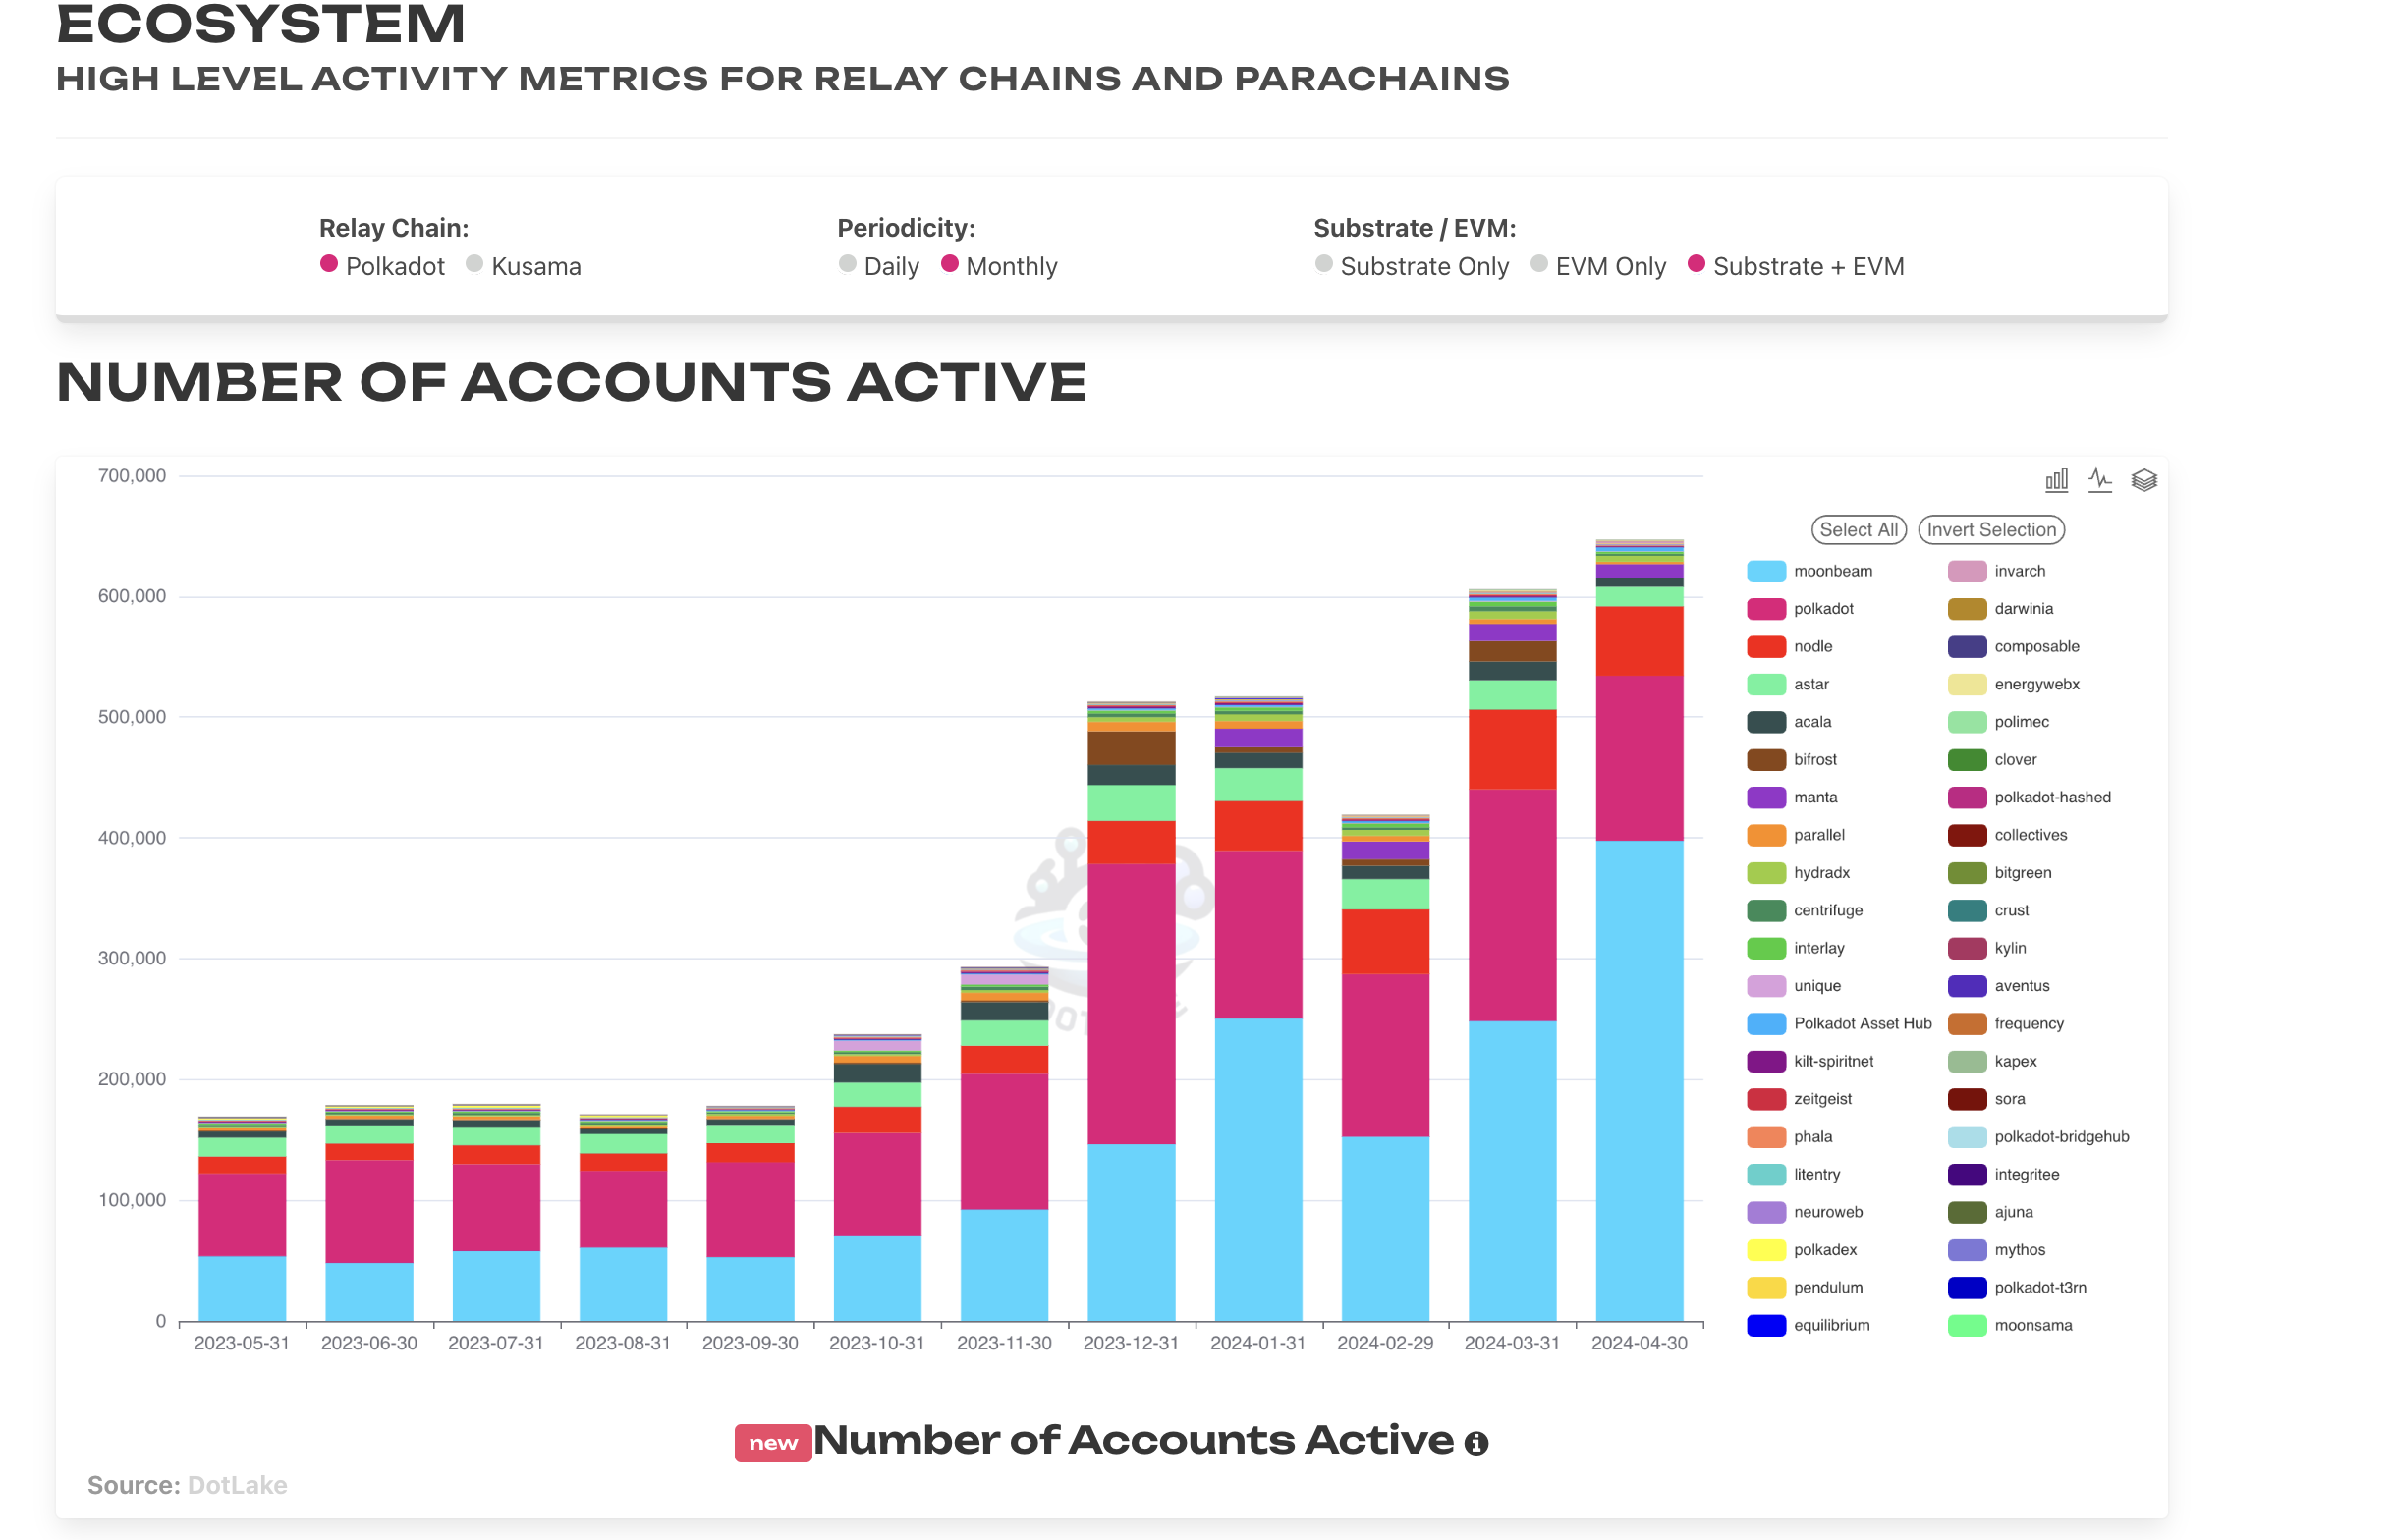 ECOSYSTEM
HIGH LEVEL ACTIVITY METRICS FOR RELAY CHAINS AND PARACHAINS
Relay Chain: Periodicity: Substrate / EVM:
Polkadot Kusama Daily Monthly Substrate Only EVM Only Substrate + EVM
NUMBER OF ACCOUNTS ACTIVE
700,000
600,000
500,000
400,000
300,000
200,000
100,000
0
2023-05-31 2023-06-30 2023-07-31 2023-08-31 2023-09-30 2023-10-31 2023-11-30 2023-12-31 2024-01-31 2024-02-29 2024-03-31 2024-04-30
Select All Invert Selection
moonbeam invarch
polkadot darwinia
nodle composable
astar energywebx
acala polimec
bifrost clover
manta polkadot-hashed
parallel collectives
hydradx bitgreen
centrifuge crust
interlay kylin
unique aventus
Polkadot Asset Hub frequency
kilt-spiritnet kapex
zeitgeist sora
phala polkadot-bridgehub
litentry integritee
neuroweb ajuna
polkadex mythos
pendulum polkadot-t3rn
equilibrium moonsama
new Number of Accounts Active
Source: DotLake